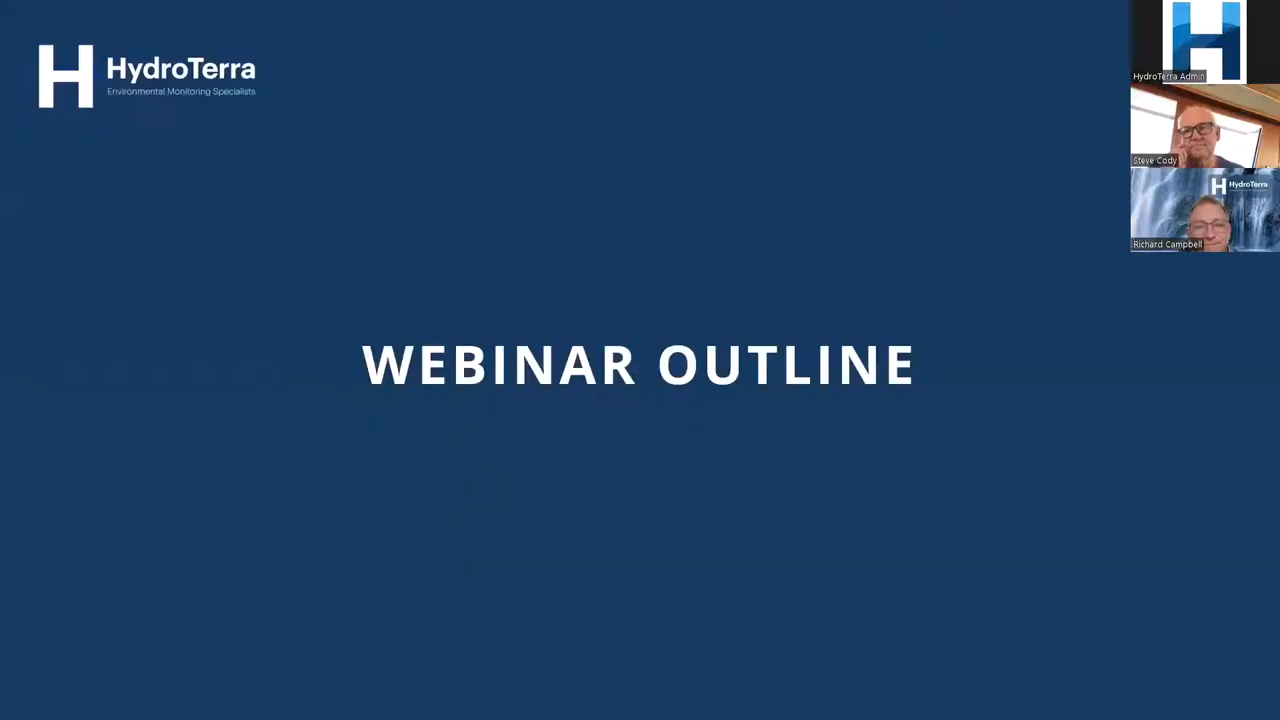 HydroTerra
Environmental Monitoring Specialists
WEBINAR OUTLINE
HydroTerra Admin
Steve Cody
HydroTerra
Richard Campbell